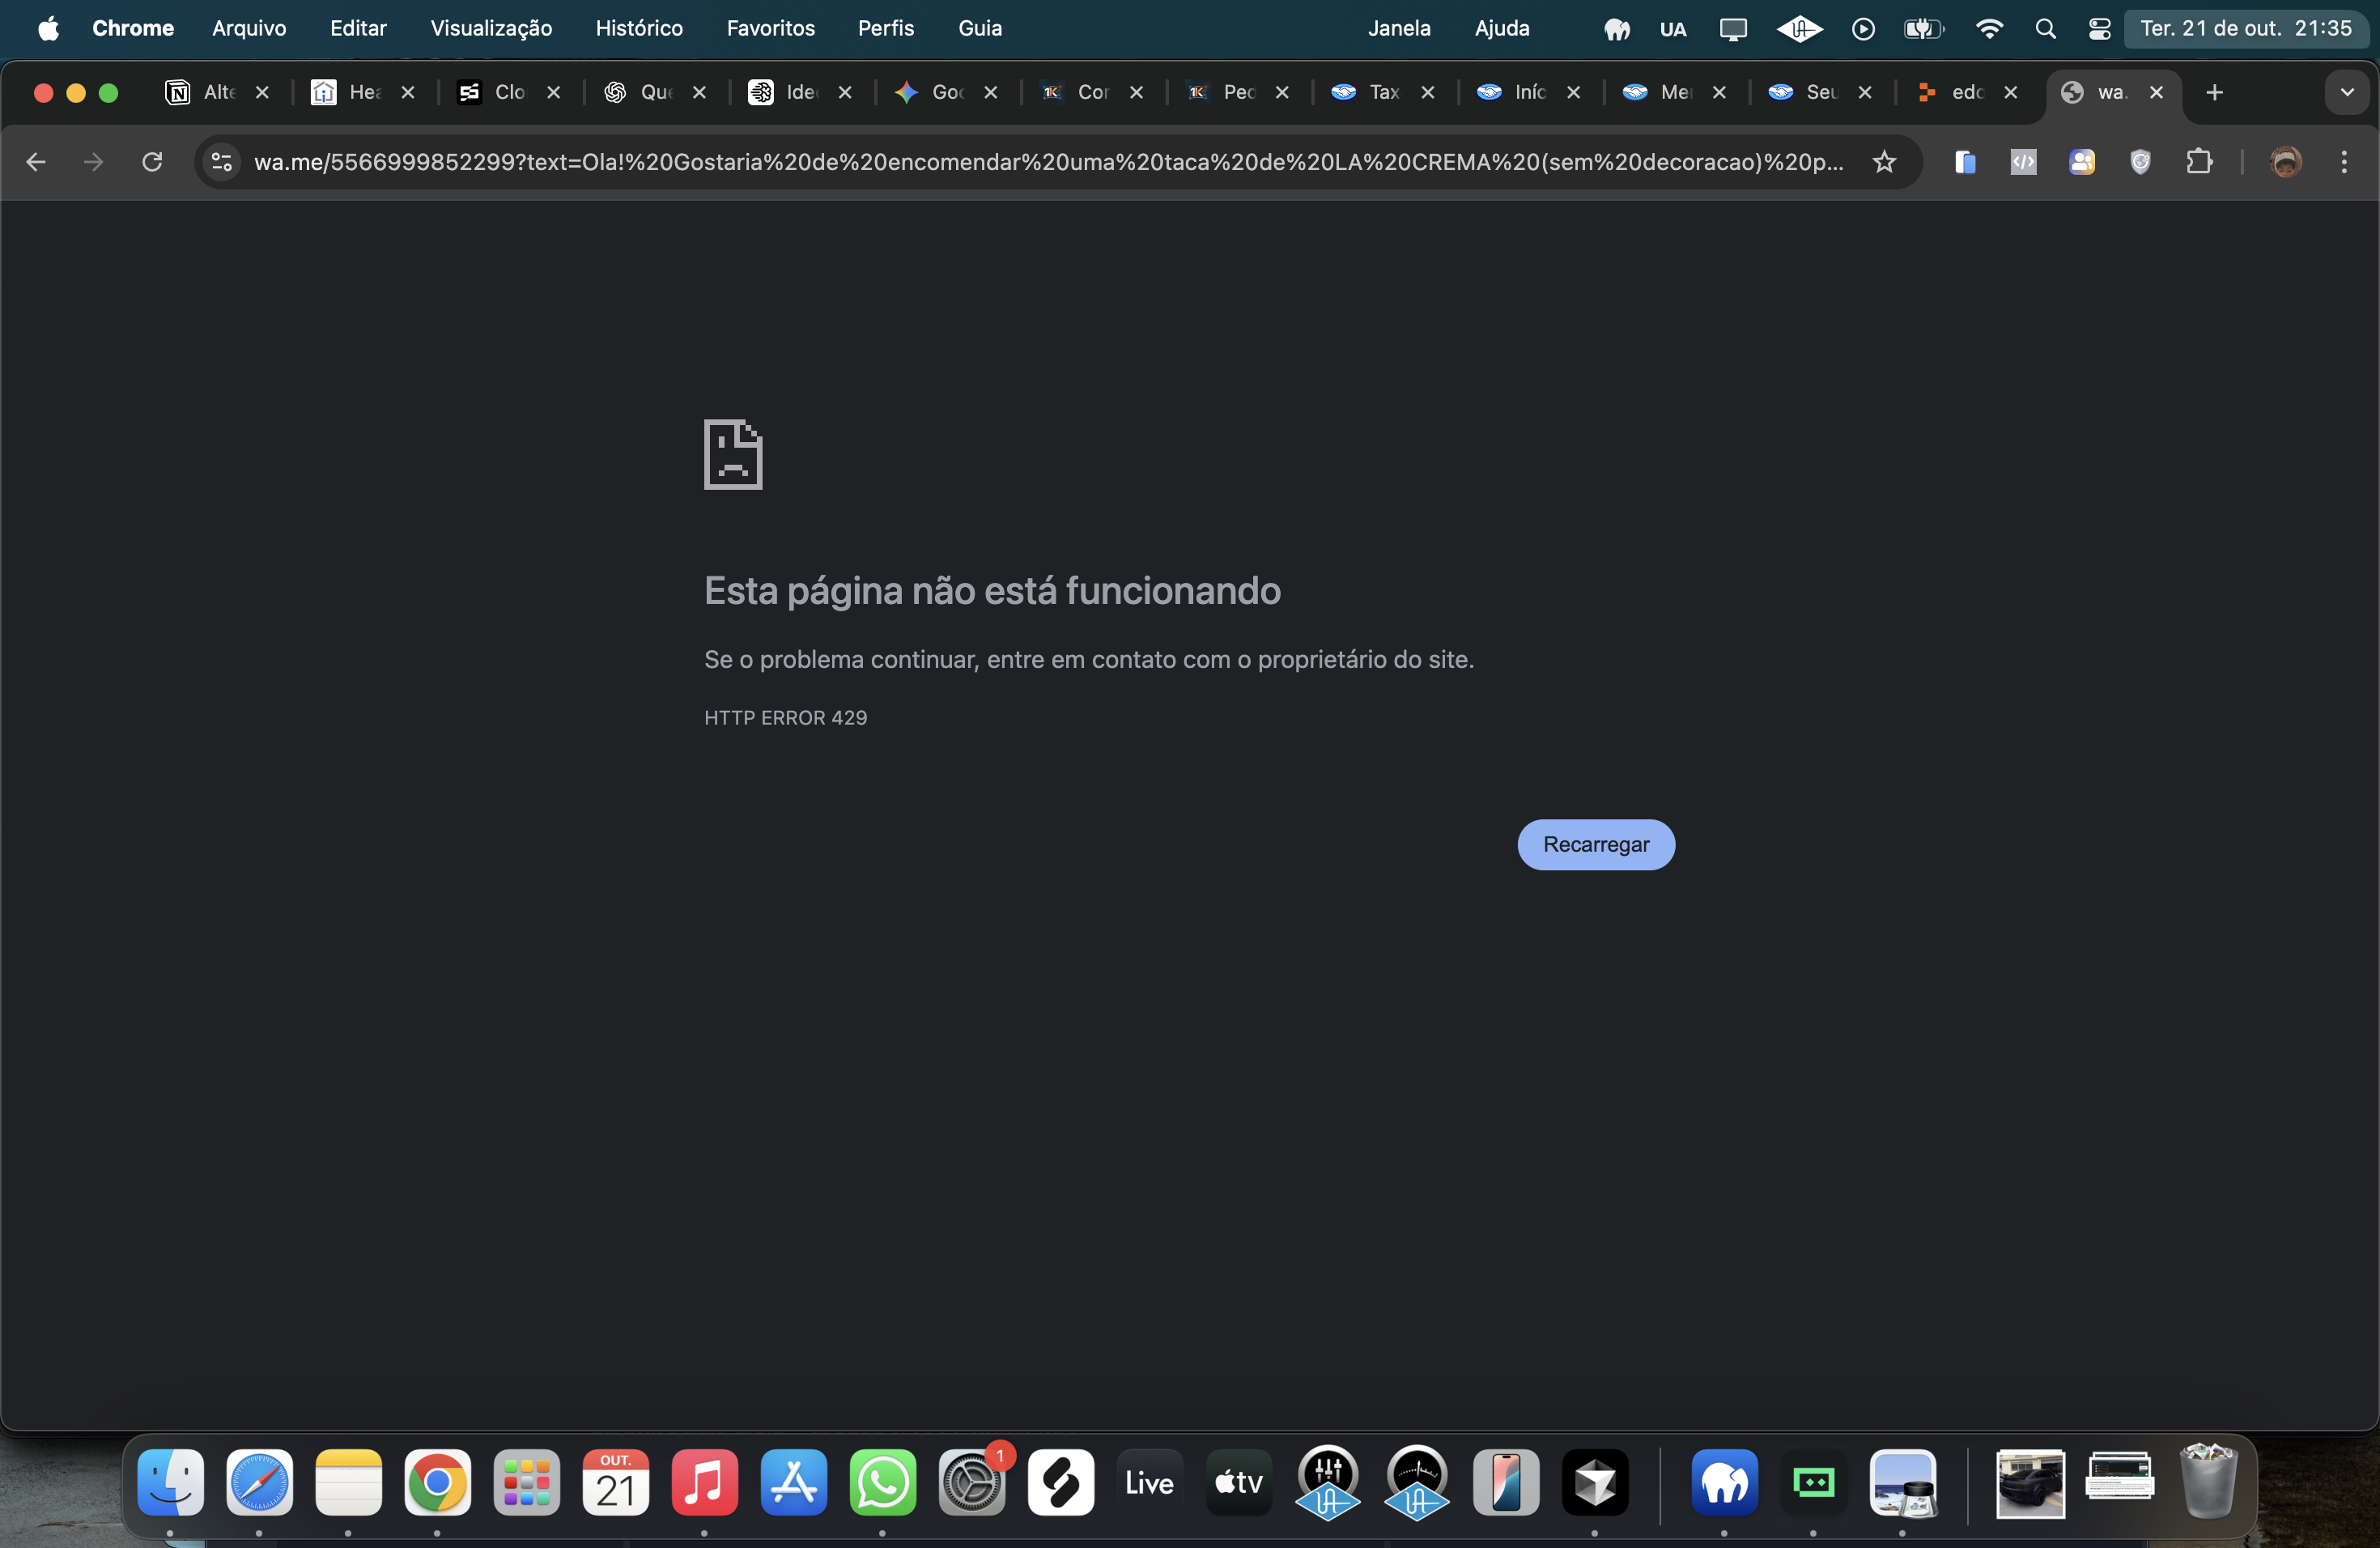 Chrome Arquivo Editar Visualização Histórico Favoritos Perfis Guia Janela Ajuda UA Ter. 21 de out. 21:35
Alte Hea Clo Que Ide Goo Cor Ped Tax Iníc Mer Seu edo wa.
wa.me/5566999852299?text=Ola!%20Gostaria%20de%20encomendar%20uma%20taca%20de%20LA%20CREMA%20(sem%20decoracao)%20p...
Esta página não está funcionando
Se o problema continuar, entre em contato com o proprietário do site.
HTTP ERROR 429
Recarregar
OUT.
21
1
Live
tv